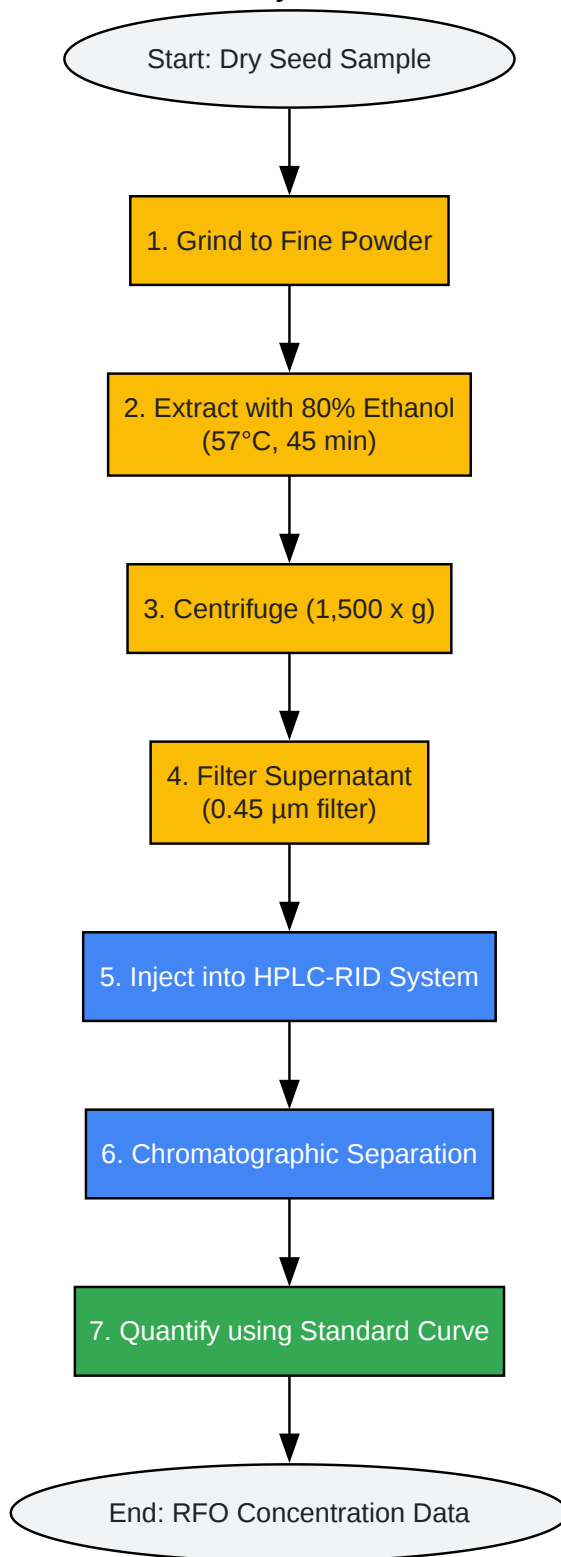 Start: Dry Seed Sample
1. Grind to Fine Powder
2. Extract with 80% Ethanol
(57°C, 45 min)
3. Centrifuge (1,500 x g)
4. Filter Supernatant
(0.45 µm filter)
5. Inject into HPLC-RID System
6. Chromatographic Separation
7. Quantify using Standard Curve
End: RFO Concentration Data